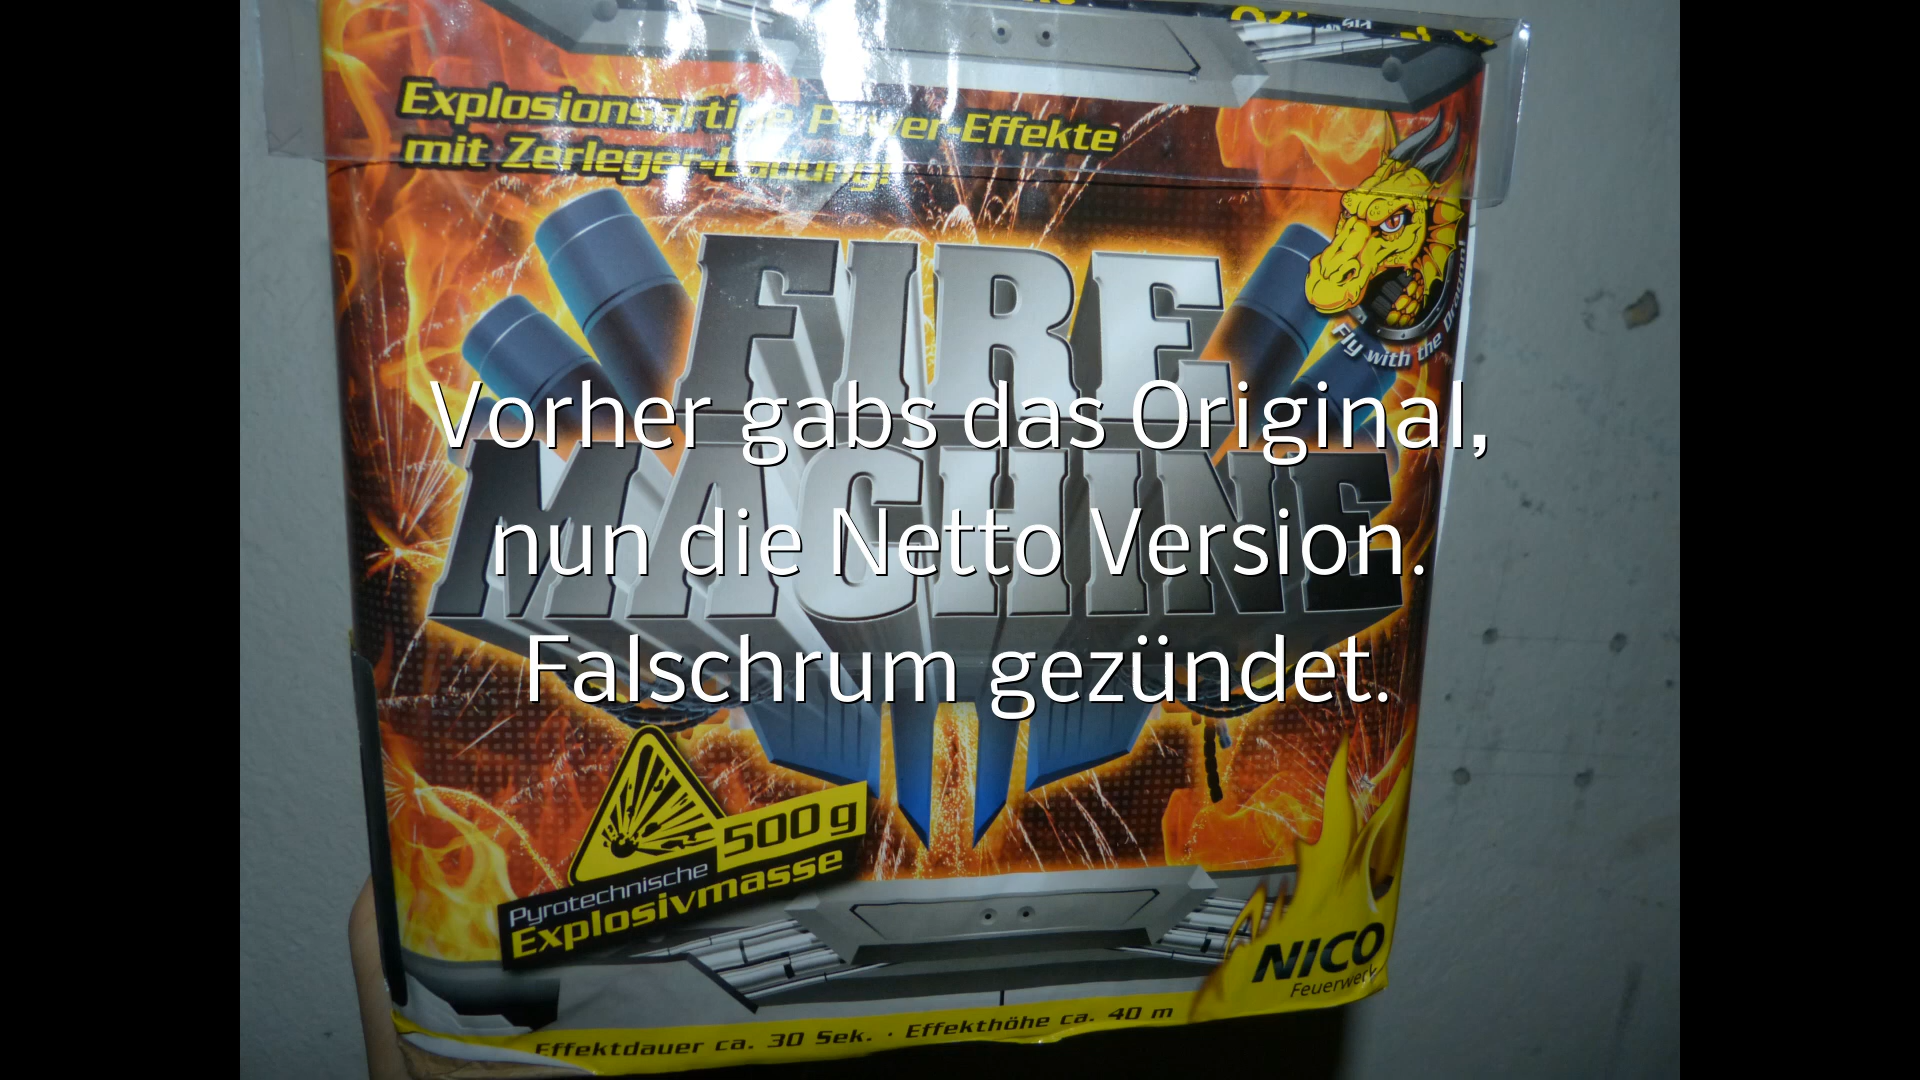 Explosionsartige Power-Effekte
mit Zerleger-Ladung!
Fly with the Dragon!
FIRE
MACHINE
Vorher gabs das Original,
nun die Netto Version.
Falschrum gezündet.
500 g
Pyrotechnische
Explosivmasse
NICO
Feuerwerk
Effektdauer ca. 30 Sek. · Effekthöhe ca. 40 m